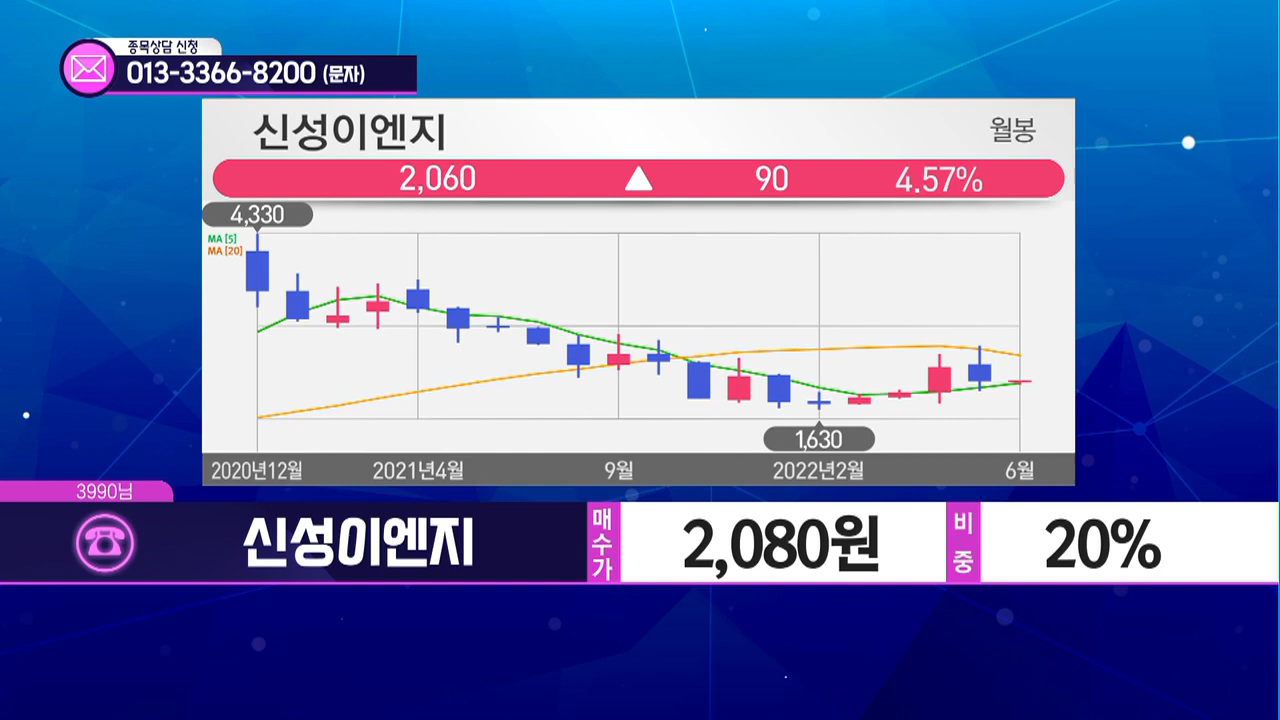 종목상담 신청
013-3366-8200 (문자)
신성이엔지
월봉
2,060 ▲ 90 4.57%
4,330
MA [5]
MA [20]
1,630
2020년12월 2021년4월 9월 2022년2월 6월
3990님
신성이엔지 매수가 2,080원 비중 20%